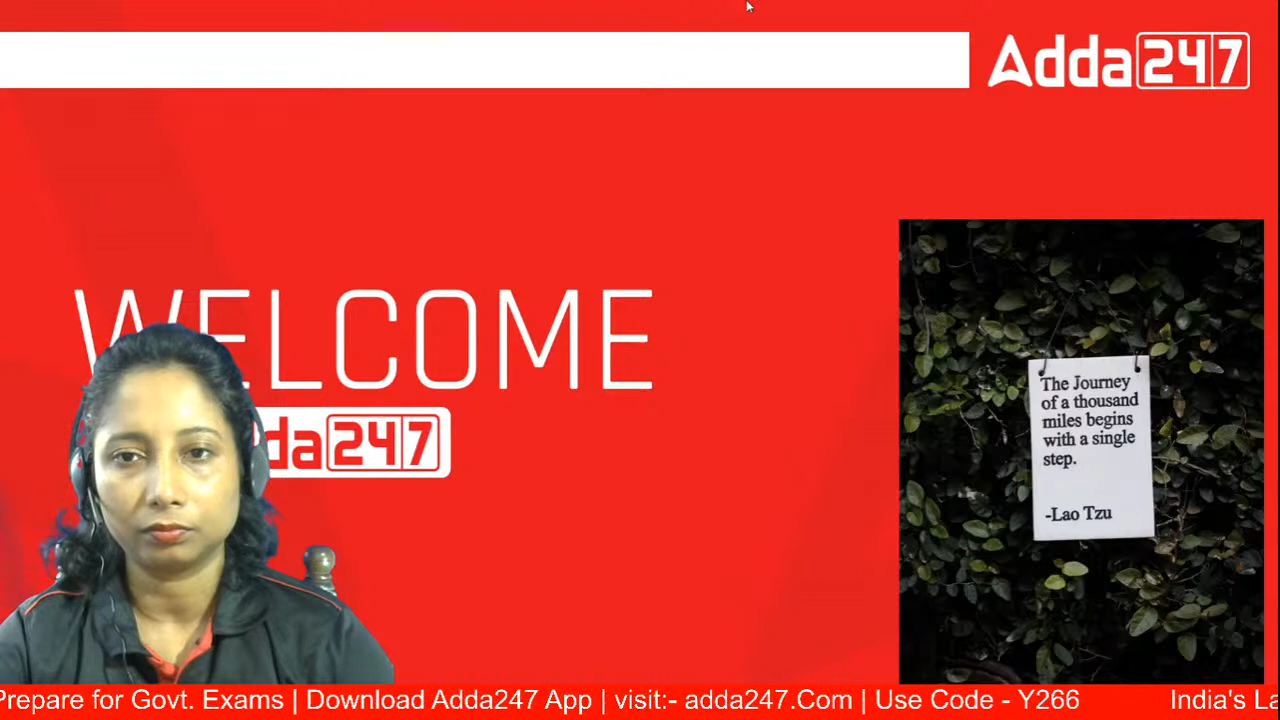 Adda247
WELCOME
dda247
The Journey
of a thousand
miles begins
with a single
step.
-Lao Tzu
Prepare for Govt. Exams | Download Adda247 App | visit:- adda247.Com | Use Code - Y266 India's La